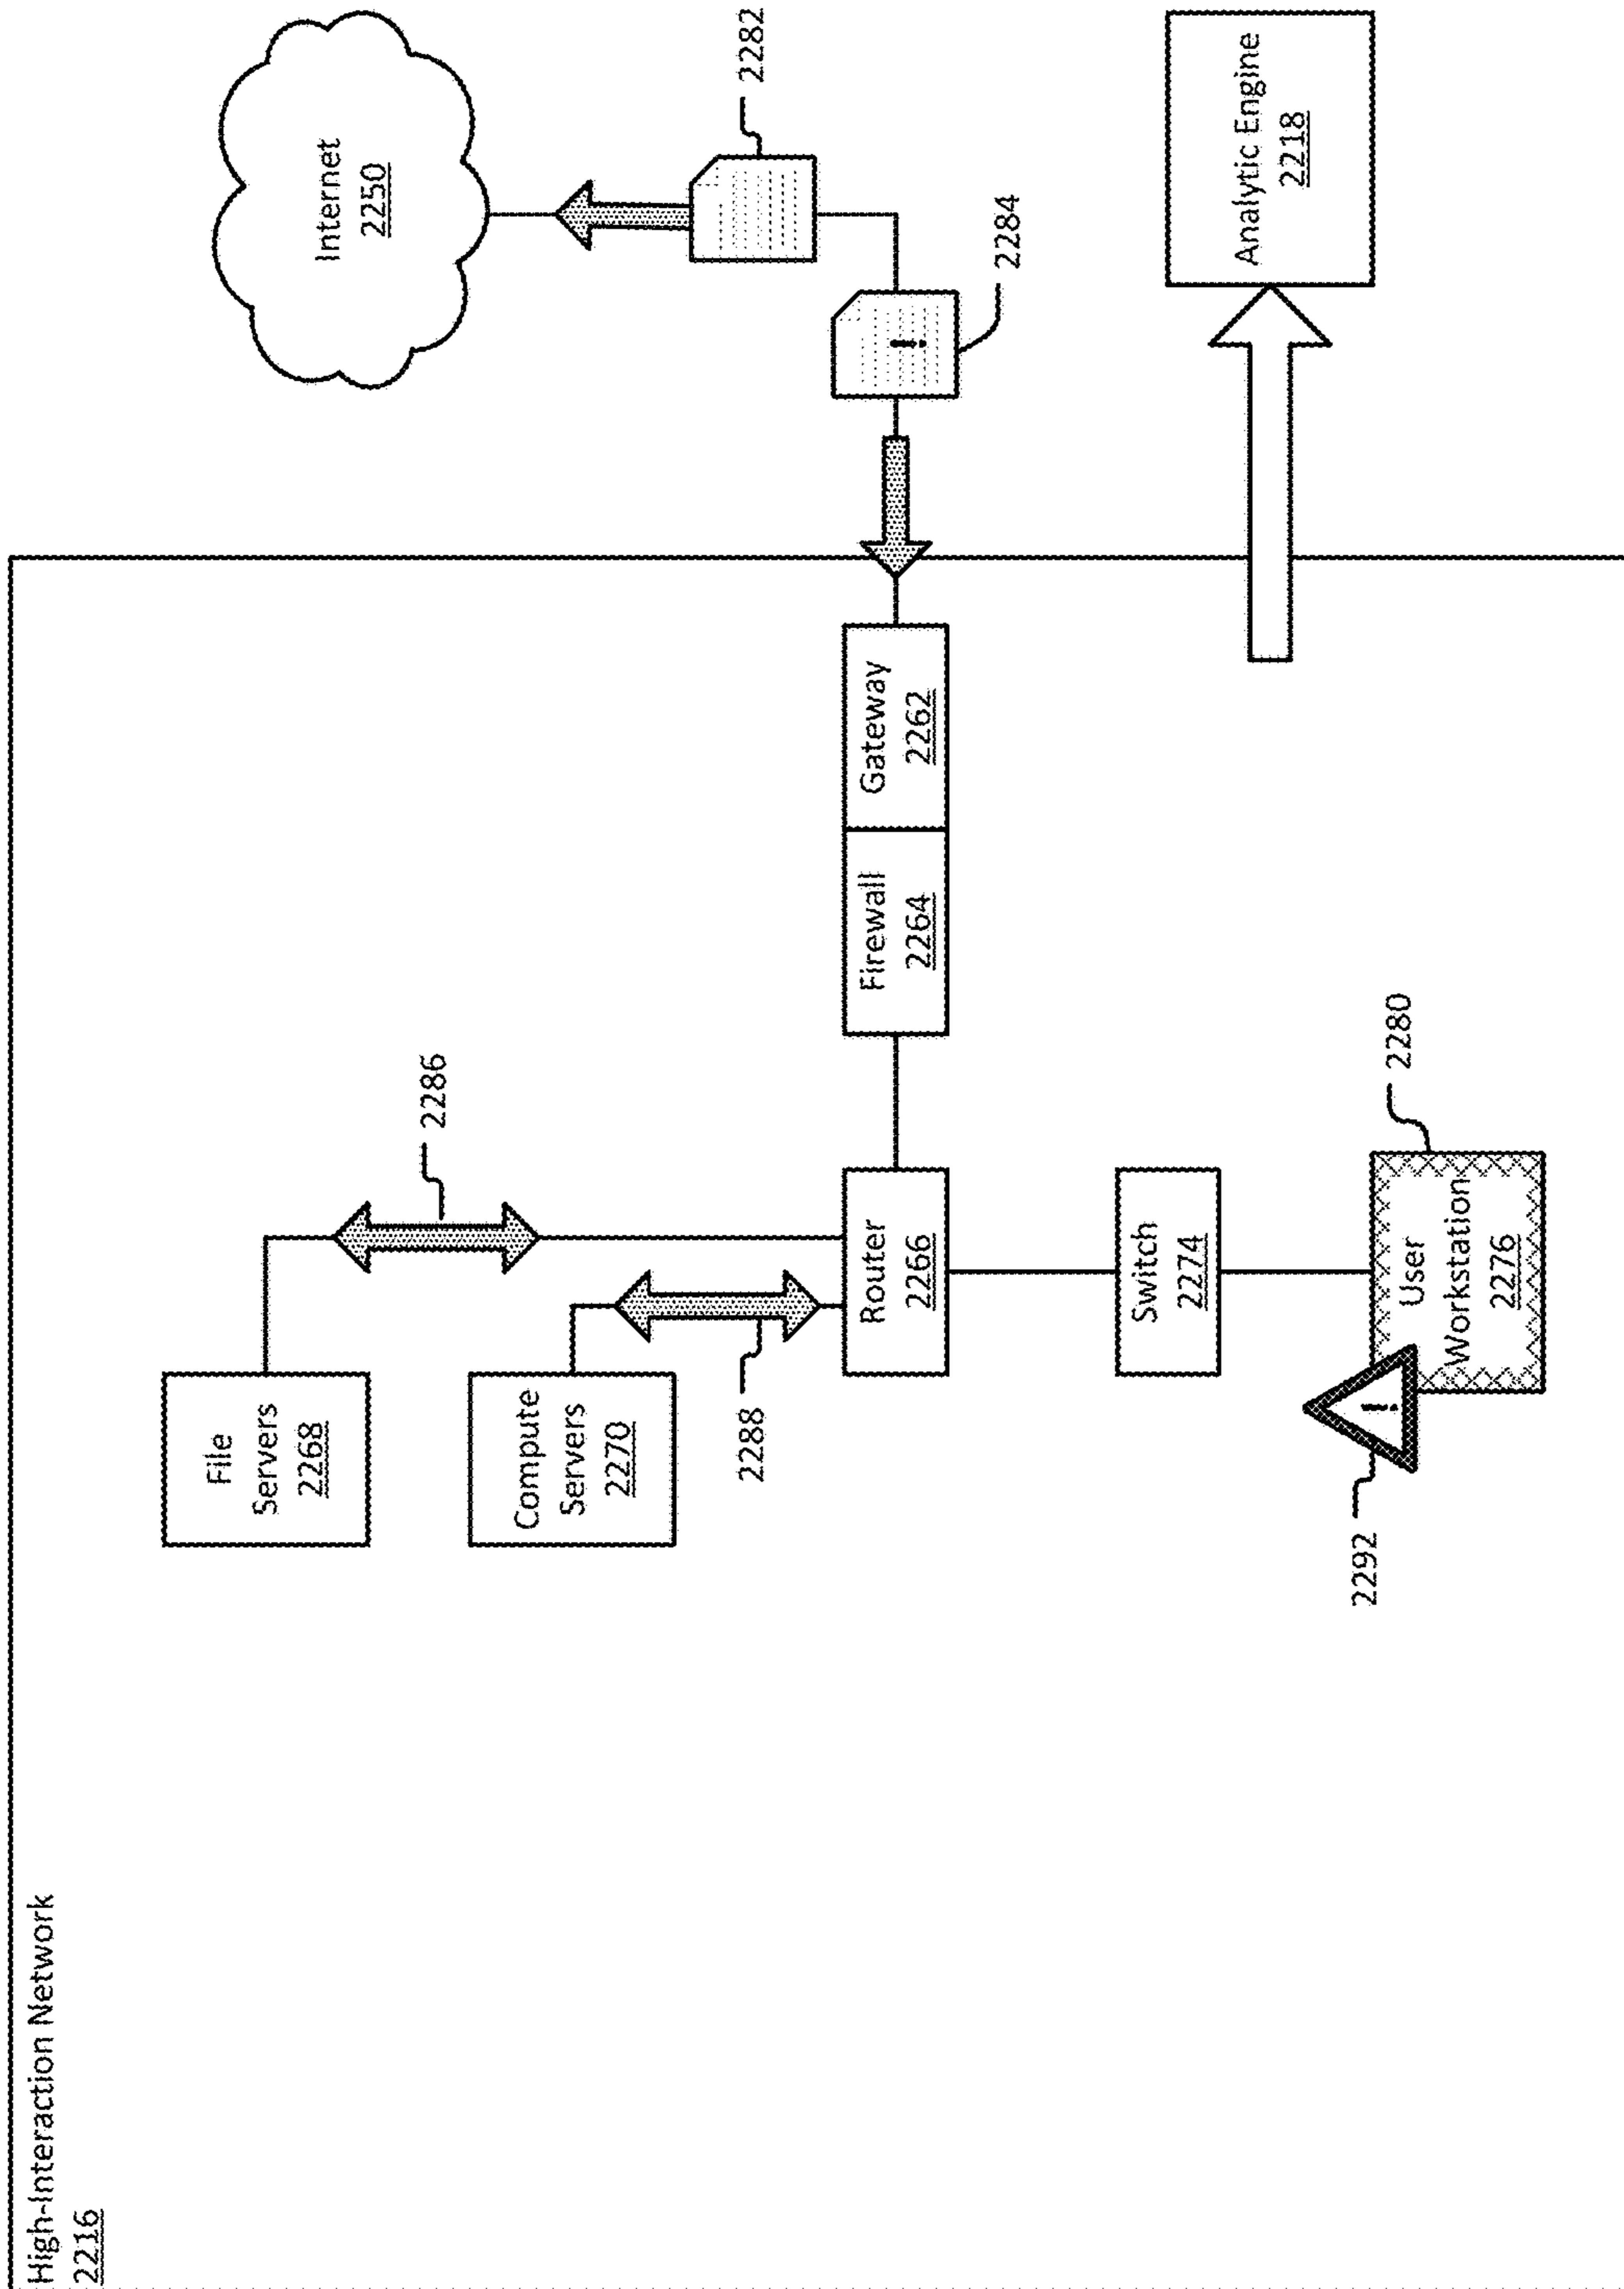 High-Interaction Network
2216
File
Servers
2268
2286
Internet
2250
Compute
Servers
2270
2288
2282
Router
2266
Firewall
2264
Gateway
2262
2284
Switch
2274
Analytic Engine
2218
2292
User
Workstation
2276
2280